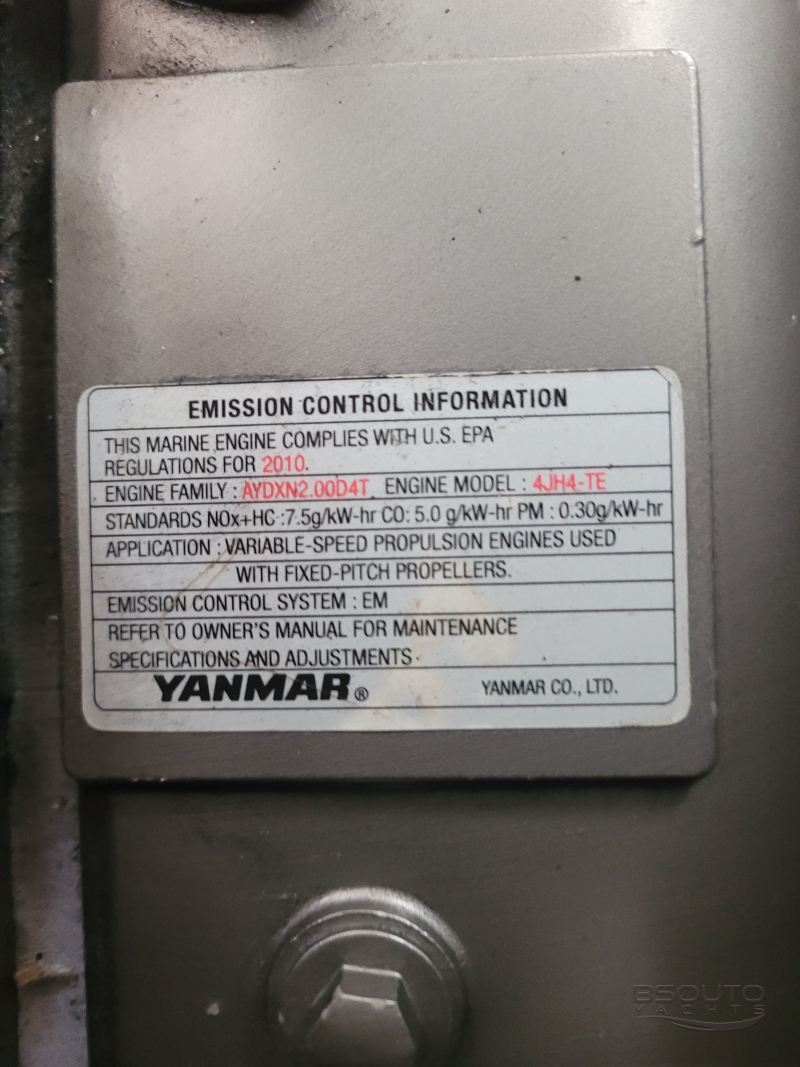 EMISSION CONTROL INFORMATION
THIS MARINE ENGINE COMPLIES WITH U.S. EPA
REGULATIONS FOR 2010.
ENGINE FAMILY : AYDXN2.00D4T ENGINE MODEL : 4JH4-TE
STANDARDS NOx+HC :7.5g/kW-hr CO: 5.0 g/kW-hr PM : 0.30g/kW-hr
APPLICATION : VARIABLE-SPEED PROPULSION ENGINES USED
WITH FIXED-PITCH PROPELLERS.
EMISSION CONTROL SYSTEM : EM
REFER TO OWNER'S MANUAL FOR MAINTENANCE
SPECIFICATIONS AND ADJUSTMENTS.
YANMAR® YANMAR CO., LTD.
BSOUTO
YACHTS